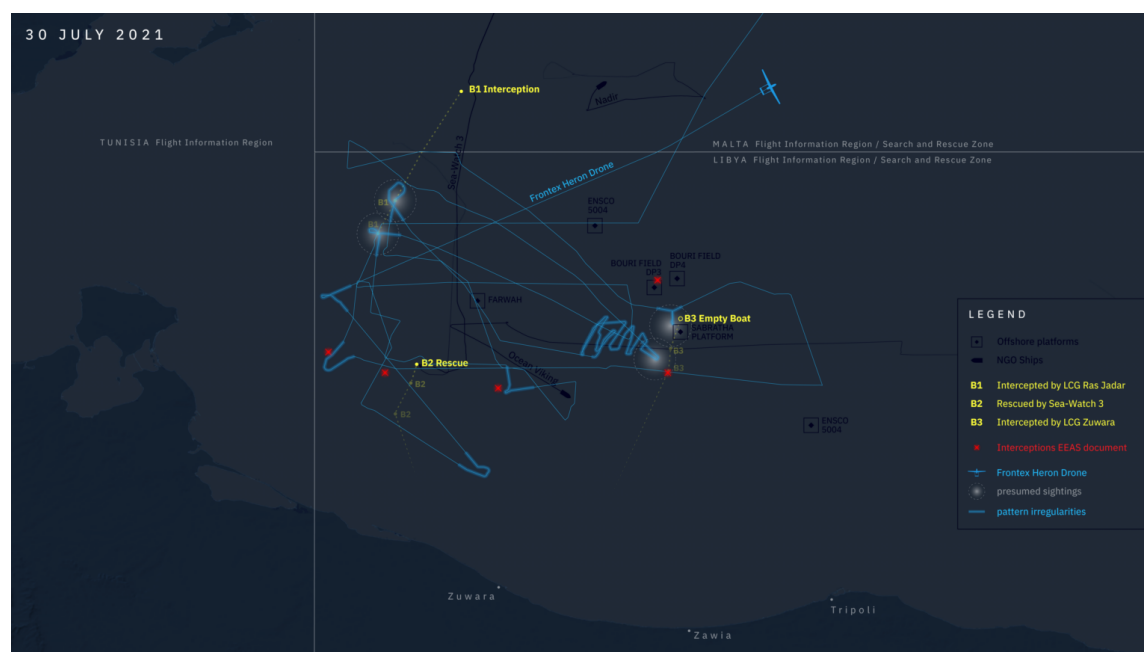 30 JULY 2021
B1 Interception
Nadir
TUNISIA Flight Information Region
MALTA Flight Information Region / Search and Rescue Zone
LIBYA Flight Information Region / Search and Rescue Zone
Sea-Watch 3
Frontex Heron Drone
B1
B1
ENSCO
5004
BOURI FIELD
DP3
BOURI FIELD
DP4
FARWAH
B3 Empty Boat
SABRATHA
PLATFORM
B3
B3
B2 Rescue
B2
B2
Ocean Viking
ENSCO
5004
LEGEND
Offshore platforms
NGO Ships
B1 Intercepted by LCG Ras Jadar
B2 Rescued by Sea-Watch 3
B3 Intercepted by LCG Zuwara
Interceptions EEAS document
Frontex Heron Drone
presumed sightings
pattern irregularities
Zuwara
Tripoli
Zawia